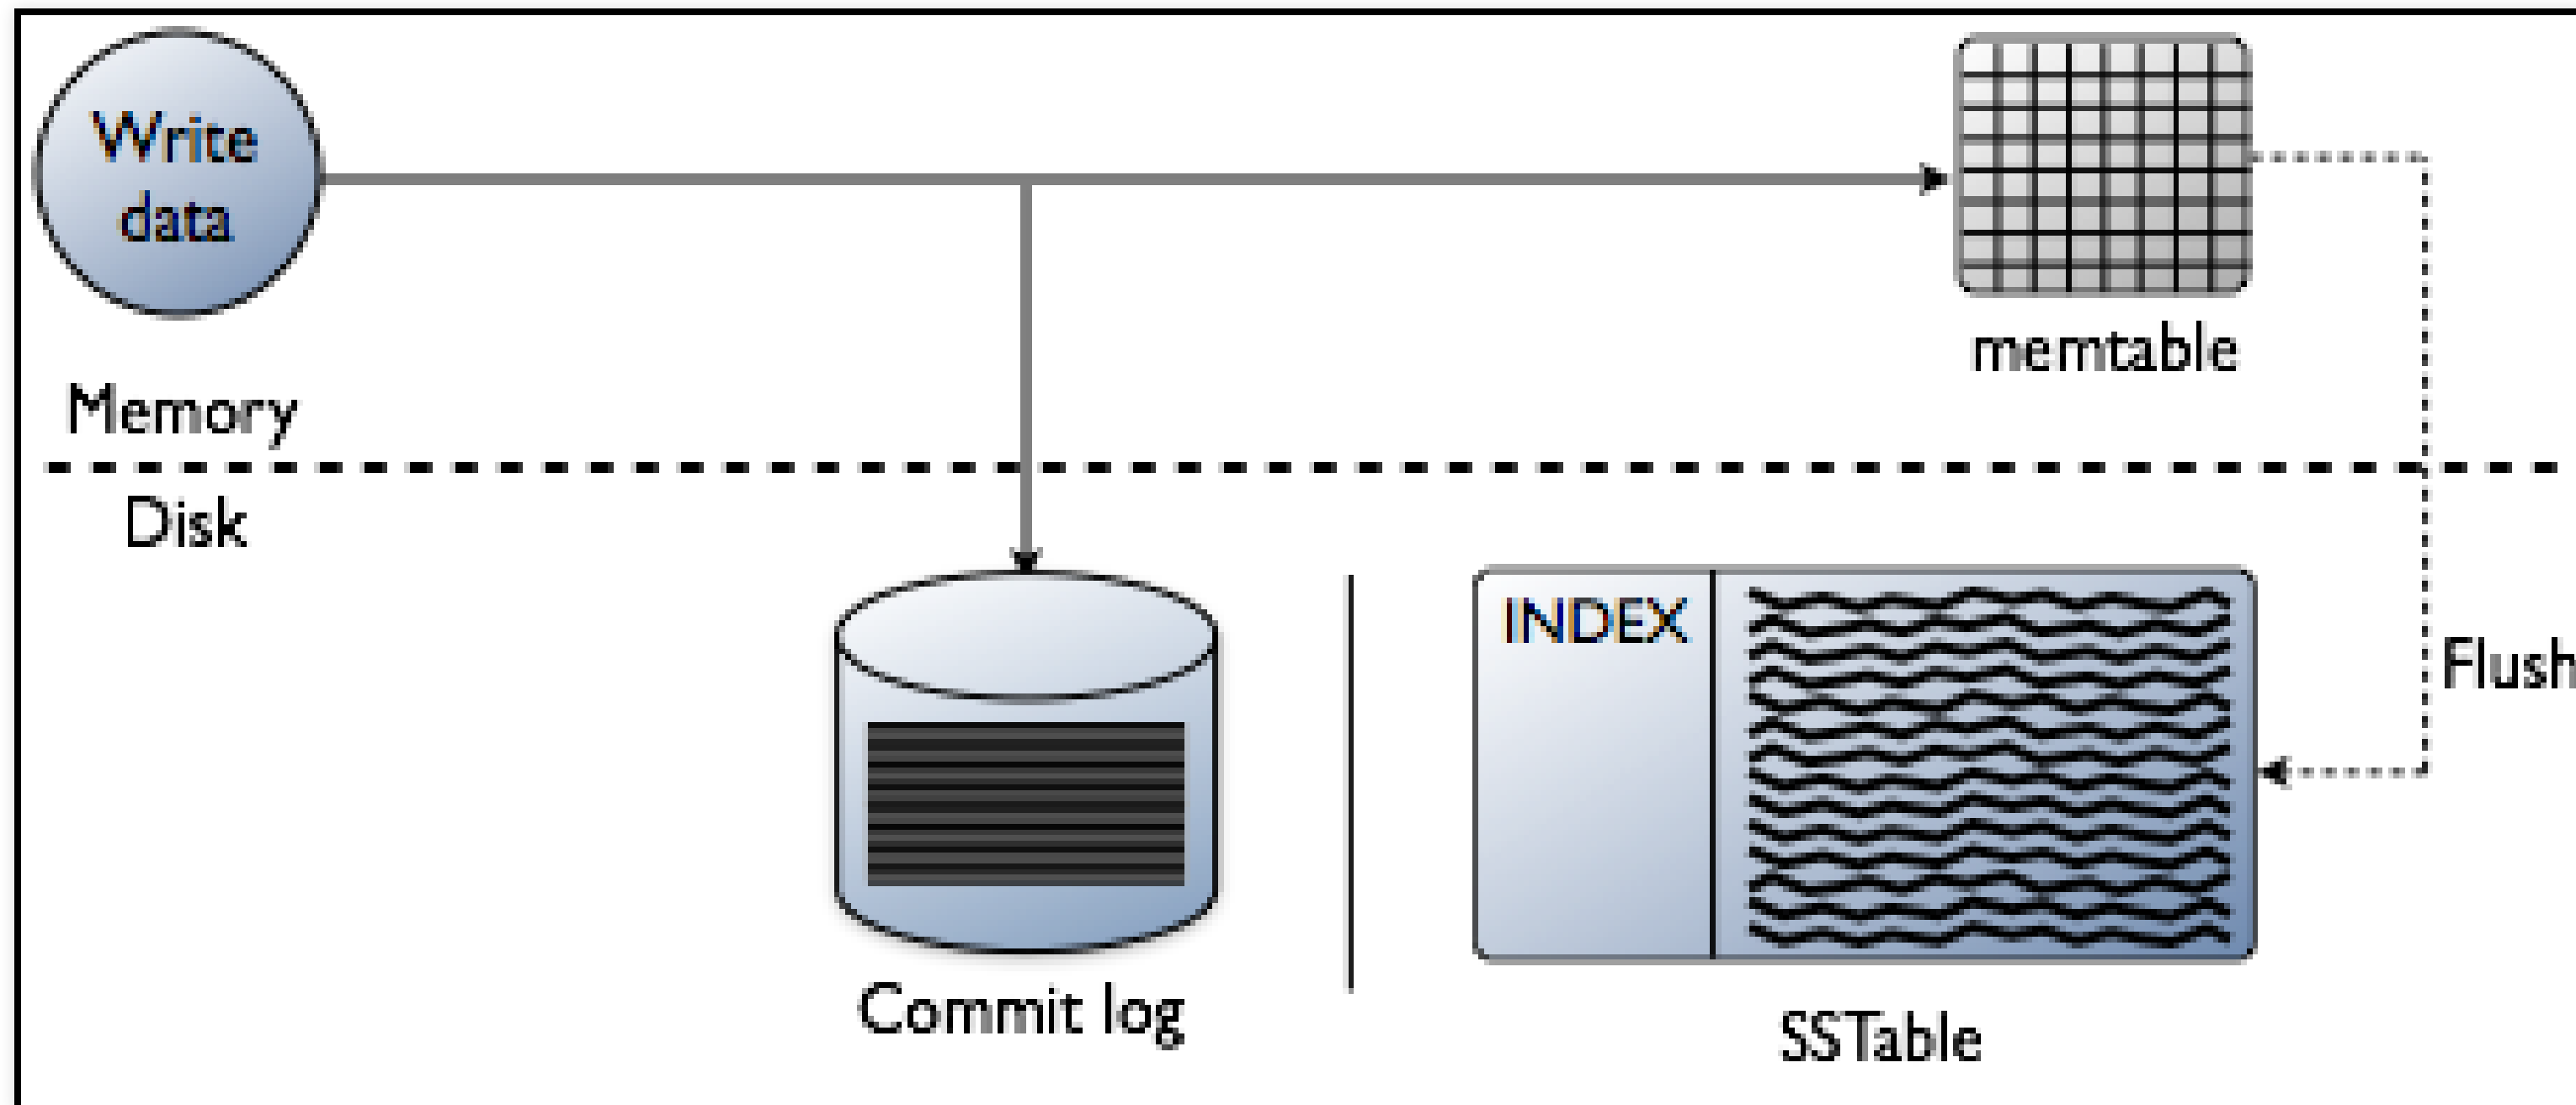 Write
data
memtable
Memory
Disk
INDEX
Flush
Commit log
SSTable